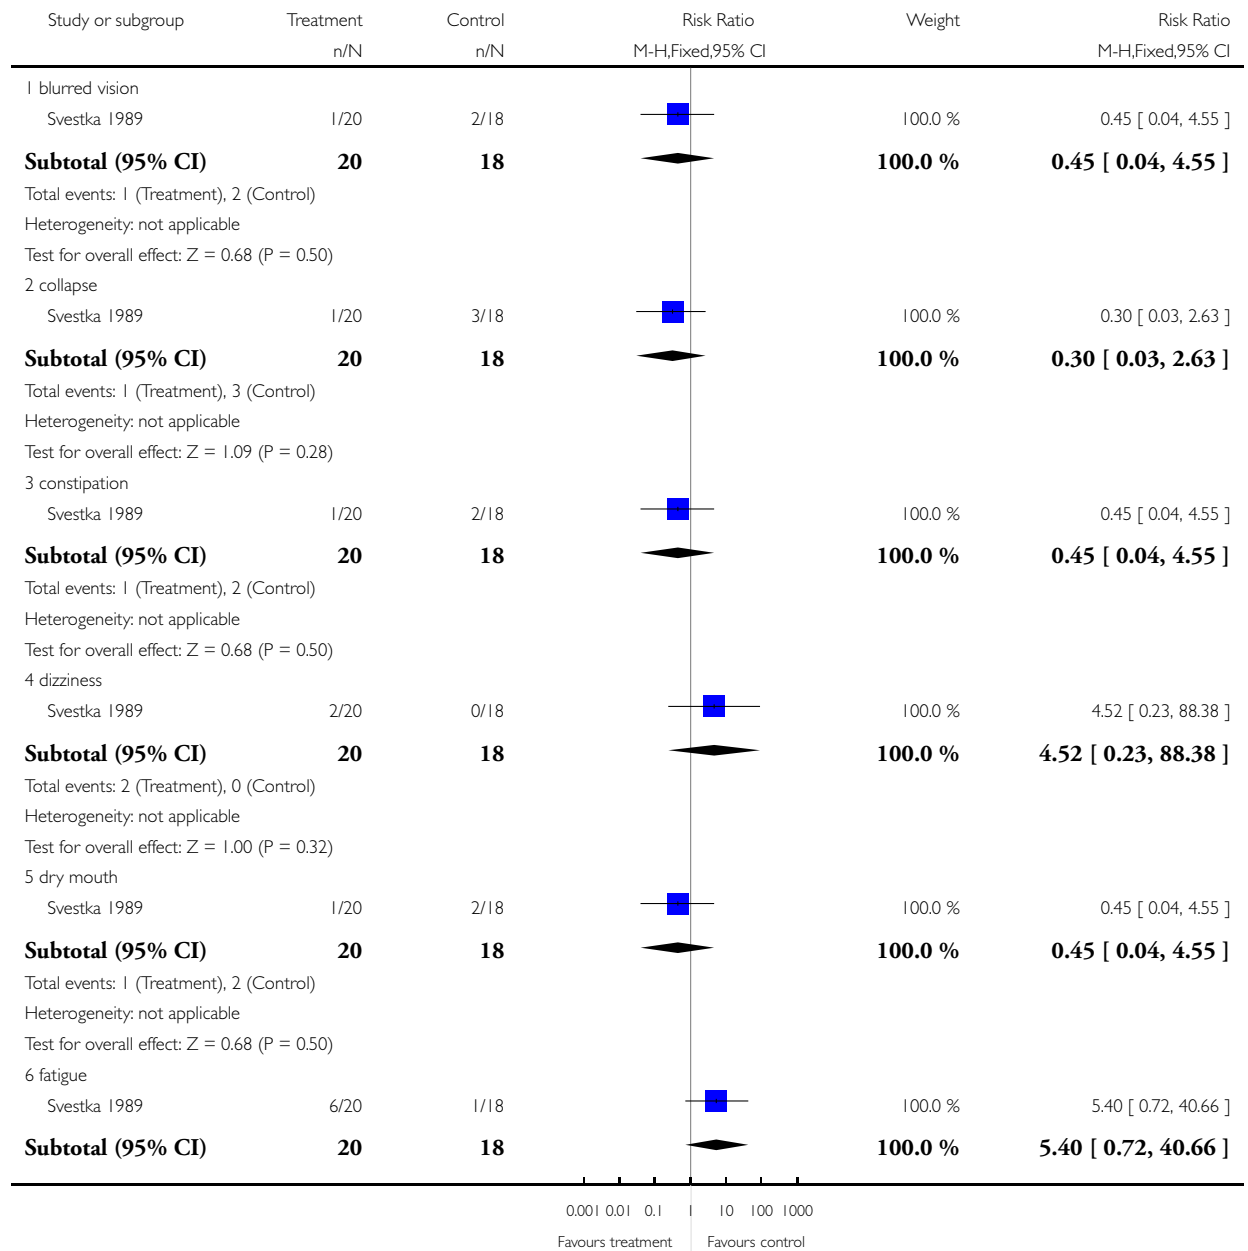 Study or subgroup Treatment Control Risk Ratio Weight Risk Ratio
n/N n/N M-H,Fixed,95% CI M-H,Fixed,95% CI
1 blurred vision
Svestka 1989 1/20 2/18 100.0 % 0.45 [ 0.04, 4.55 ]
Subtotal (95% CI) 20 18 100.0 % 0.45 [ 0.04, 4.55 ]
Total events: 1 (Treatment), 2 (Control)
Heterogeneity: not applicable
Test for overall effect: Z = 0.68 (P = 0.50)
2 collapse
Svestka 1989 1/20 3/18 100.0 % 0.30 [ 0.03, 2.63 ]
Subtotal (95% CI) 20 18 100.0 % 0.30 [ 0.03, 2.63 ]
Total events: 1 (Treatment), 3 (Control)
Heterogeneity: not applicable
Test for overall effect: Z = 1.09 (P = 0.28)
3 constipation
Svestka 1989 1/20 2/18 100.0 % 0.45 [ 0.04, 4.55 ]
Subtotal (95% CI) 20 18 100.0 % 0.45 [ 0.04, 4.55 ]
Total events: 1 (Treatment), 2 (Control)
Heterogeneity: not applicable
Test for overall effect: Z = 0.68 (P = 0.50)
4 dizziness
Svestka 1989 2/20 0/18 100.0 % 4.52 [ 0.23, 88.38 ]
Subtotal (95% CI) 20 18 100.0 % 4.52 [ 0.23, 88.38 ]
Total events: 2 (Treatment), 0 (Control)
Heterogeneity: not applicable
Test for overall effect: Z = 1.00 (P = 0.32)
5 dry mouth
Svestka 1989 1/20 2/18 100.0 % 0.45 [ 0.04, 4.55 ]
Subtotal (95% CI) 20 18 100.0 % 0.45 [ 0.04, 4.55 ]
Total events: 1 (Treatment), 2 (Control)
Heterogeneity: not applicable
Test for overall effect: Z = 0.68 (P = 0.50)
6 fatigue
Svestka 1989 6/20 1/18 100.0 % 5.40 [ 0.72, 40.66 ]
Subtotal (95% CI) 20 18 100.0 % 5.40 [ 0.72, 40.66 ]
0.001 0.01 0.1 1 10 100 1000
Favours treatment Favours control